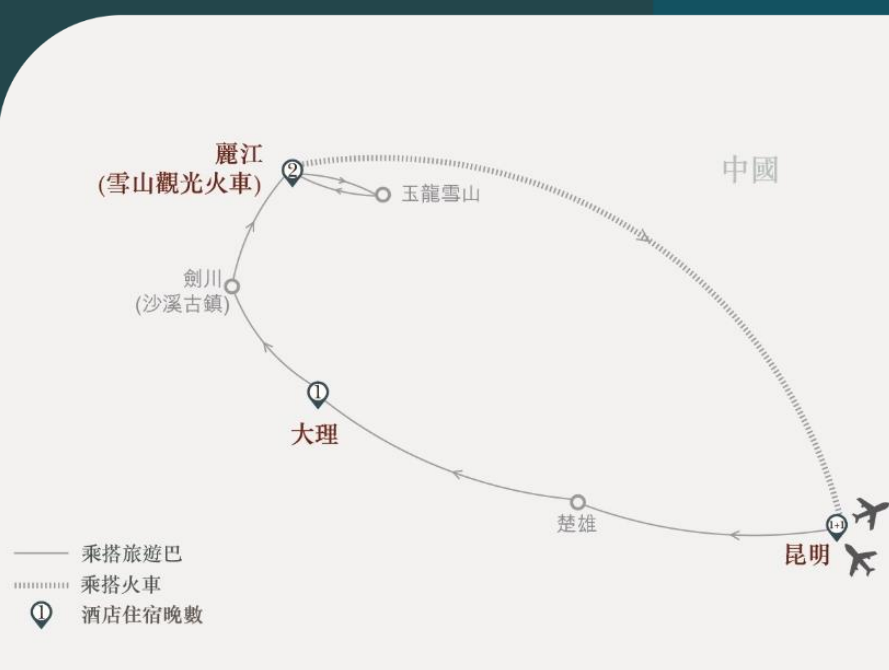 麗江
(雪山觀光火車)
2
玉龍雪山
中國
劍川
(沙溪古鎮)
1
大理
楚雄
1+1
昆明
乘搭旅遊巴
乘搭火車
1
酒店住宿晚數